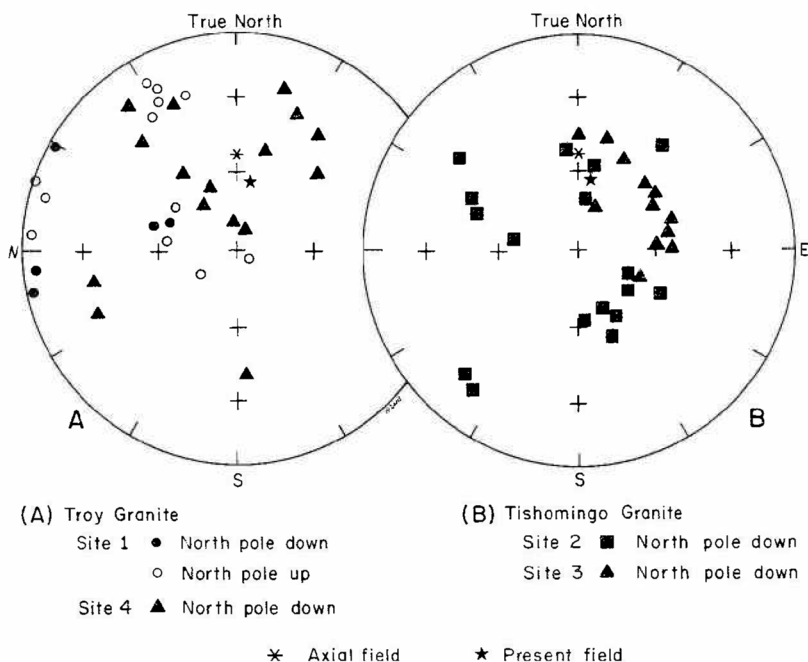 True North True North
N E
A B
S S
(A) Troy Granite
Site 1 ● North pole down
○ North pole up
Site 4 ▲ North pole down
(B) Tishomingo Granite
Site 2 ■ North pole down
Site 3 ▲ North pole down
✳ Axial field ★ Present field